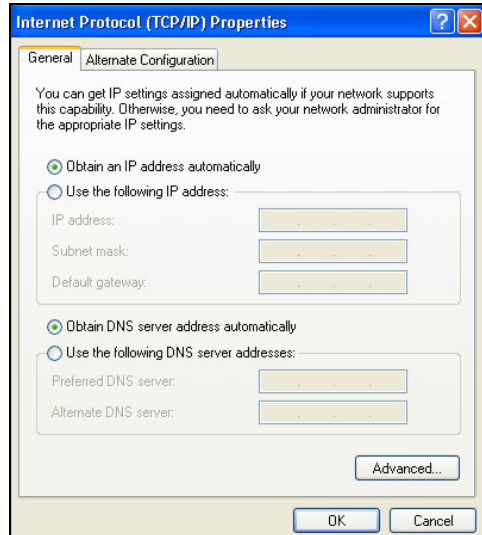 Internet Protocol (TCP/IP) Properties
General
Alternate Configuration
You can get IP settings assigned automatically if your network supports
this capability. Otherwise, you need to ask your network administrator for
the appropriate IP settings.
Obtain an IP address automatically
Use the following IP address:
IP address:
Subnet mask:
Default gateway:
Obtain DNS server address automatically
Use the following DNS server addresses:
Preferred DNS server:
Alternate DNS server:
Advanced...
OK
Cancel